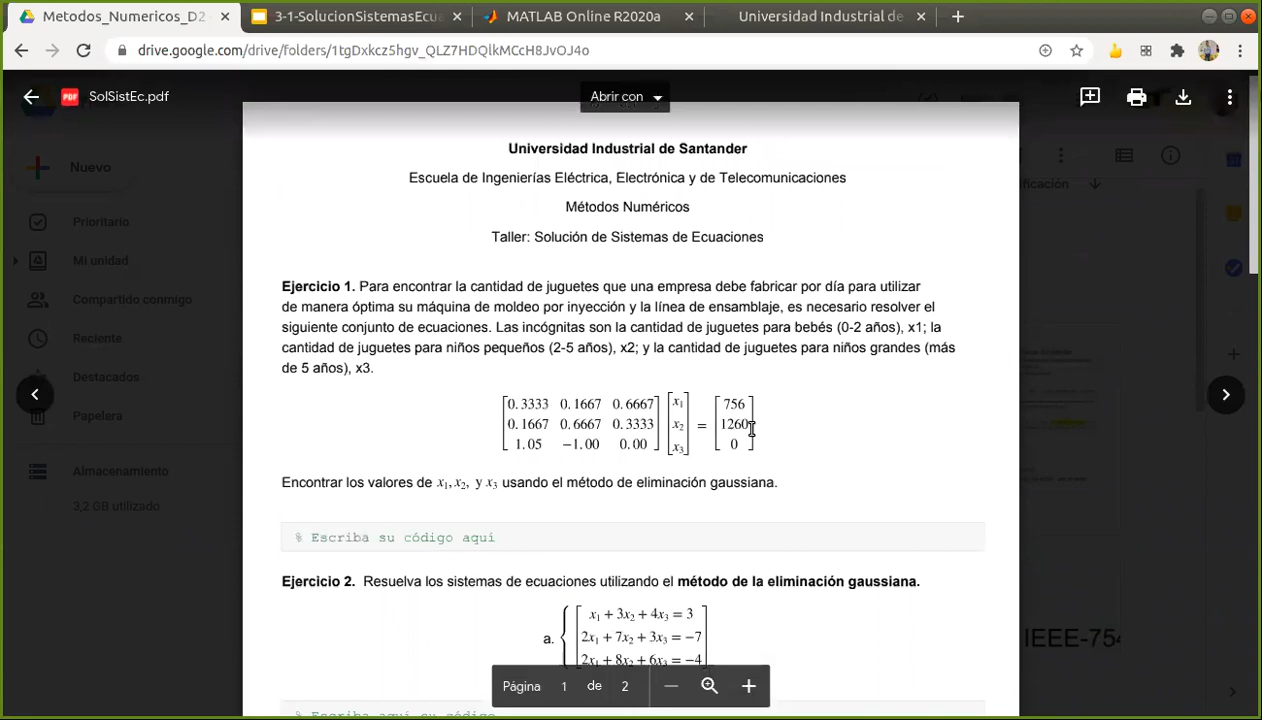 Metodos_Numericos_D2
3-1-SolucionSistemasEcua
MATLAB Online R2020a
Universidad Industrial de
drive.google.com/drive/folders/1tgDxkcz5hgv_QLZ7HDQlkMCcH8JvOJ4o
PDF
SolSistEc.pdf
Abrir con
Nuevo
Prioritario
Mi unidad
Compartido conmigo
Reciente
Destacados
Papelera
Almacenamiento
3,2 GB utilizado
ificación
Universidad Industrial de Santander
Escuela de Ingenierías Eléctrica, Electrónica y de Telecomunicaciones
Métodos Numéricos
Taller: Solución de Sistemas de Ecuaciones
Ejercicio 1. Para encontrar la cantidad de juguetes que una empresa debe fabricar por día para utilizar
de manera óptima su máquina de moldeo por inyección y la línea de ensamblaje, es necesario resolver el
siguiente conjunto de ecuaciones. Las incógnitas son la cantidad de juguetes para bebés (0-2 años), x1; la
cantidad de juguetes para niños pequeños (2-5 años), x2; y la cantidad de juguetes para niños grandes (más
de 5 años), x3.
0.3333 0.1667 0.6667 x₁ 756
0.1667 0.6667 0.3333 x₂ = 1260
1.05 −1.00 0.00 x₃ 0
Encontrar los valores de x₁, x₂, y x₃ usando el método de eliminación gaussiana.
% Escriba su código aquí
Ejercicio 2. Resuelva los sistemas de ecuaciones utilizando el método de la eliminación gaussiana.
x₁ + 3x₂ + 4x₃ = 3
a. 2x₁ + 7x₂ + 3x₃ = −7
2x₁ + 8x₂ + 6x₃ = −4
% Escriba aquí su código
IEEE-754
Página 1 de 2